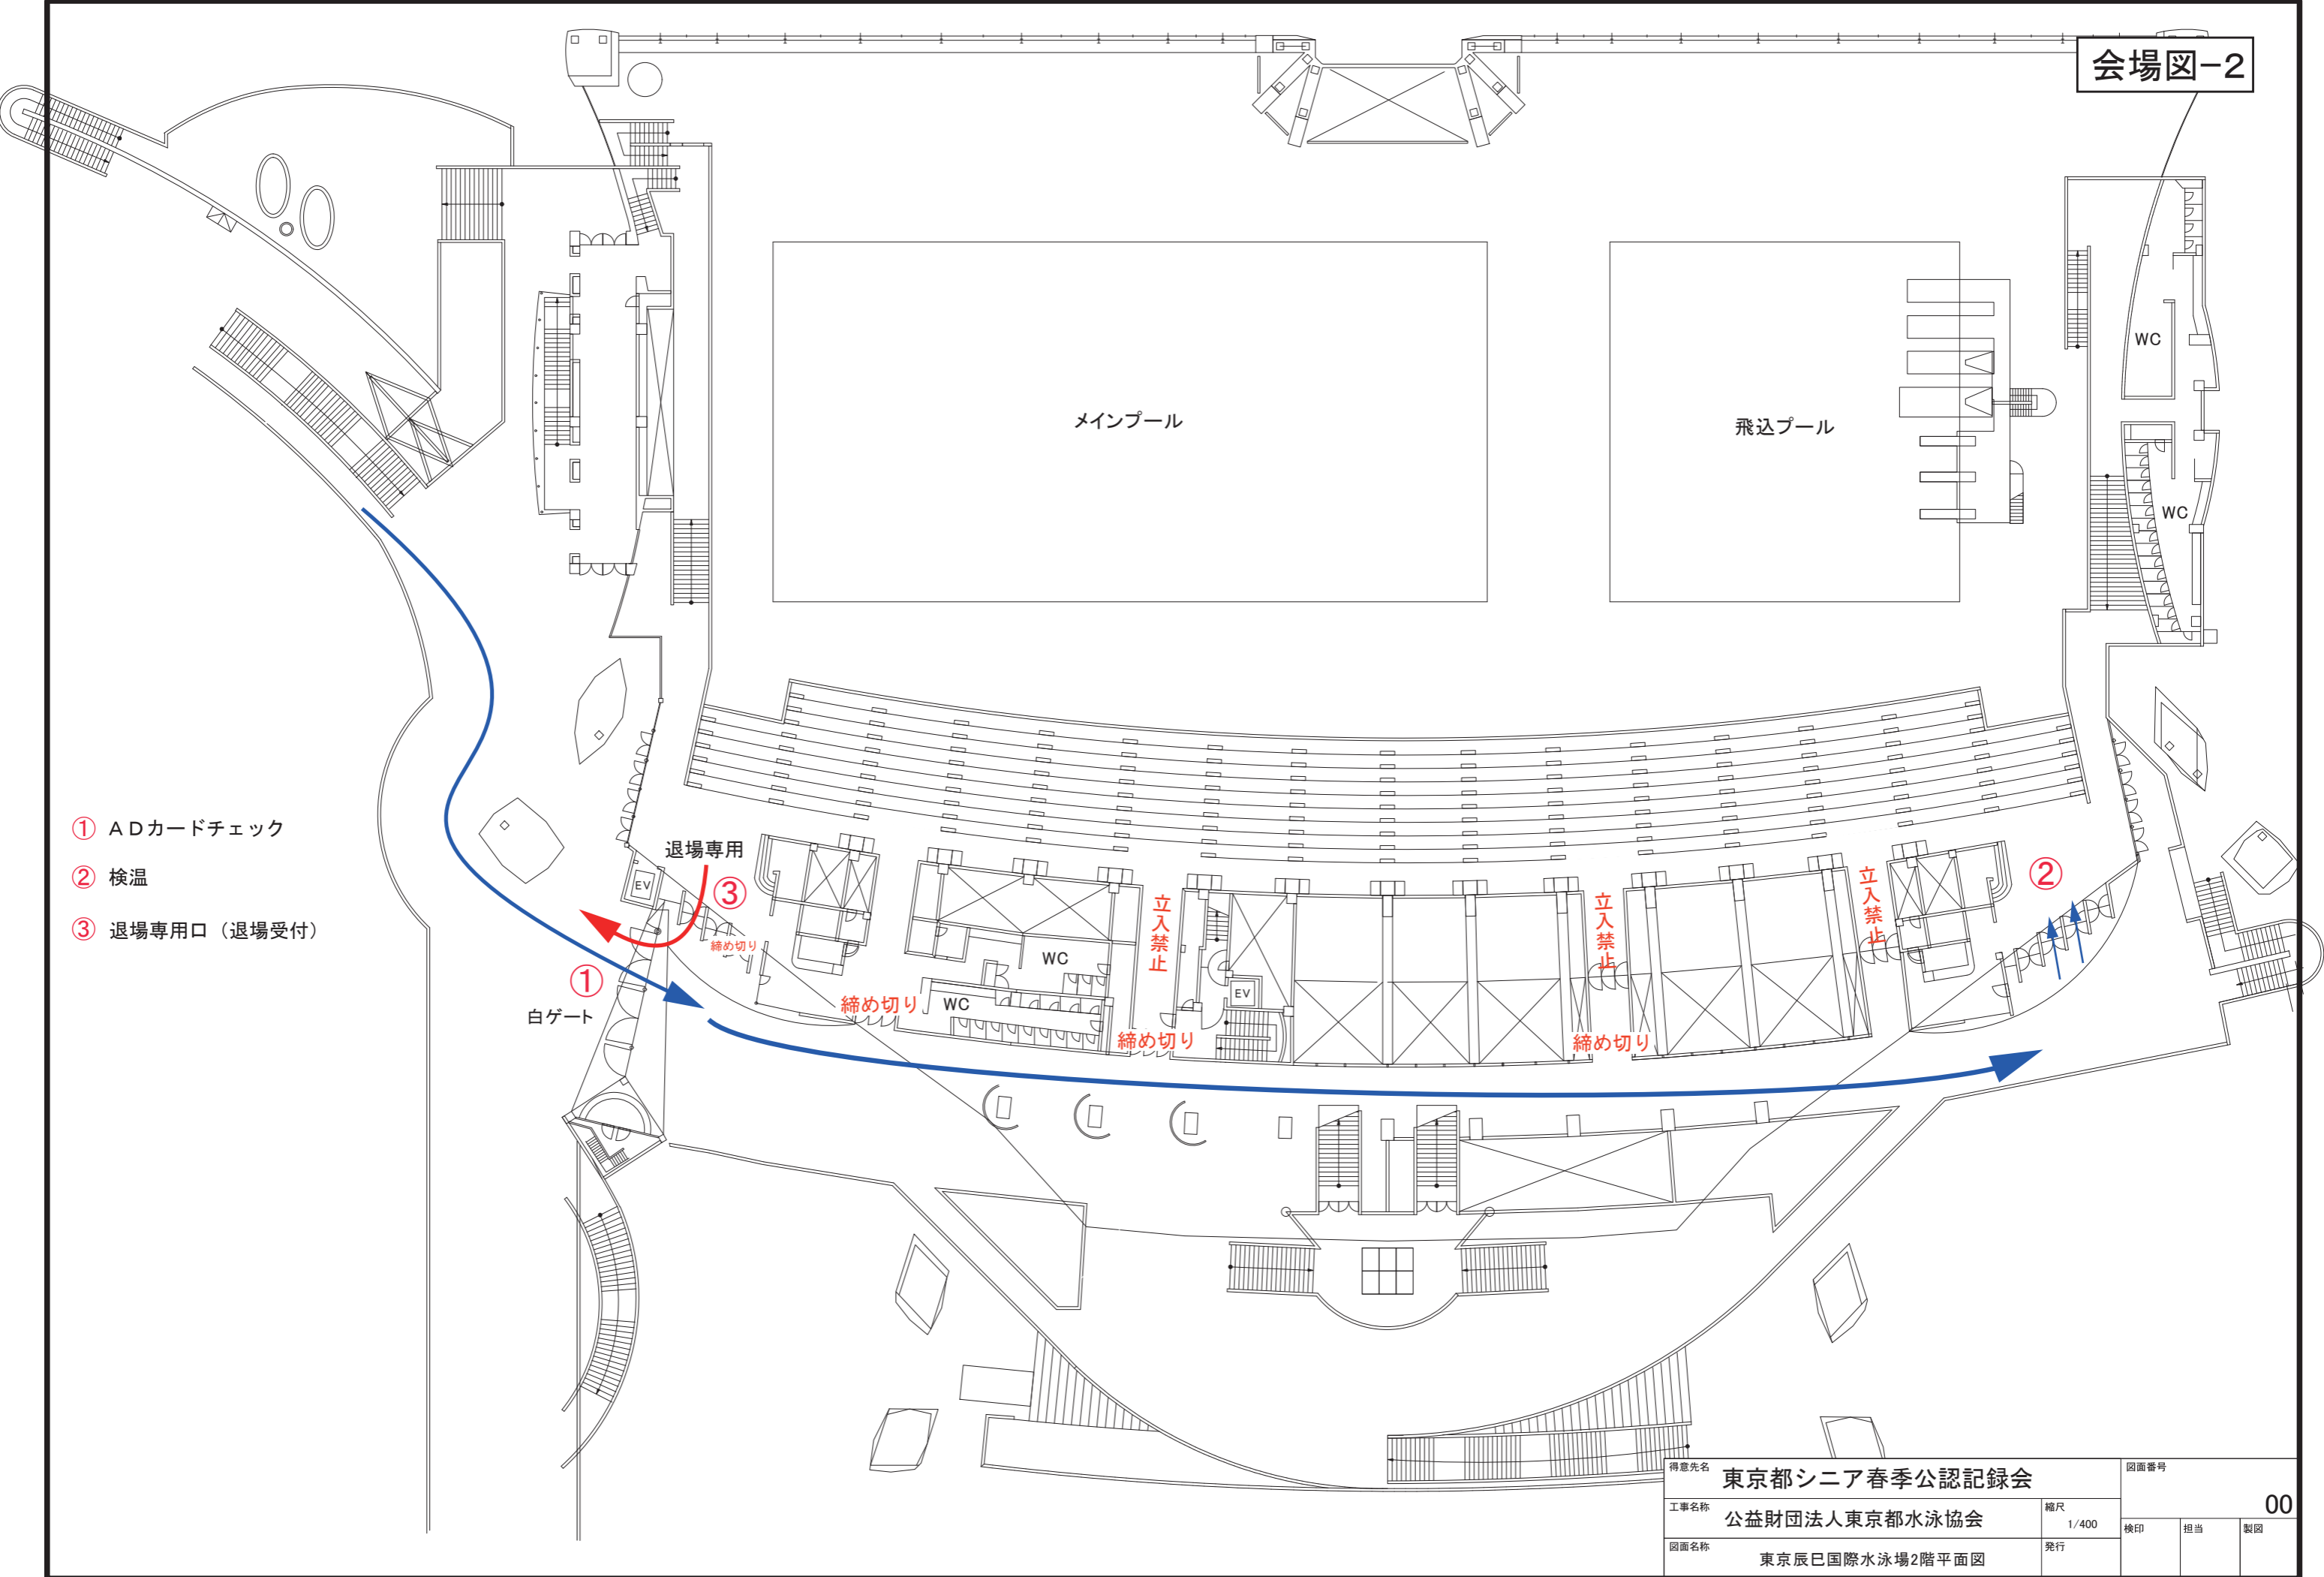 会場図-2
WC
メインプール
飛込プール
WC
① ＡＤカードチェック
② 検温
③ 退場専用口（退場受付）
退場専用
EV
③
締め切り
①
白ゲート
立入禁止
立入禁止
立入禁止
②
WC
WC
EV
締め切り
締め切り
締め切り
得意先名 東京都シニア春季公認記録会
図面番号
00
工事名称 公益財団法人東京都水泳協会
縮尺
1/400
検印 担当 製図
図面名称 東京辰巳国際水泳場2階平面図
発行